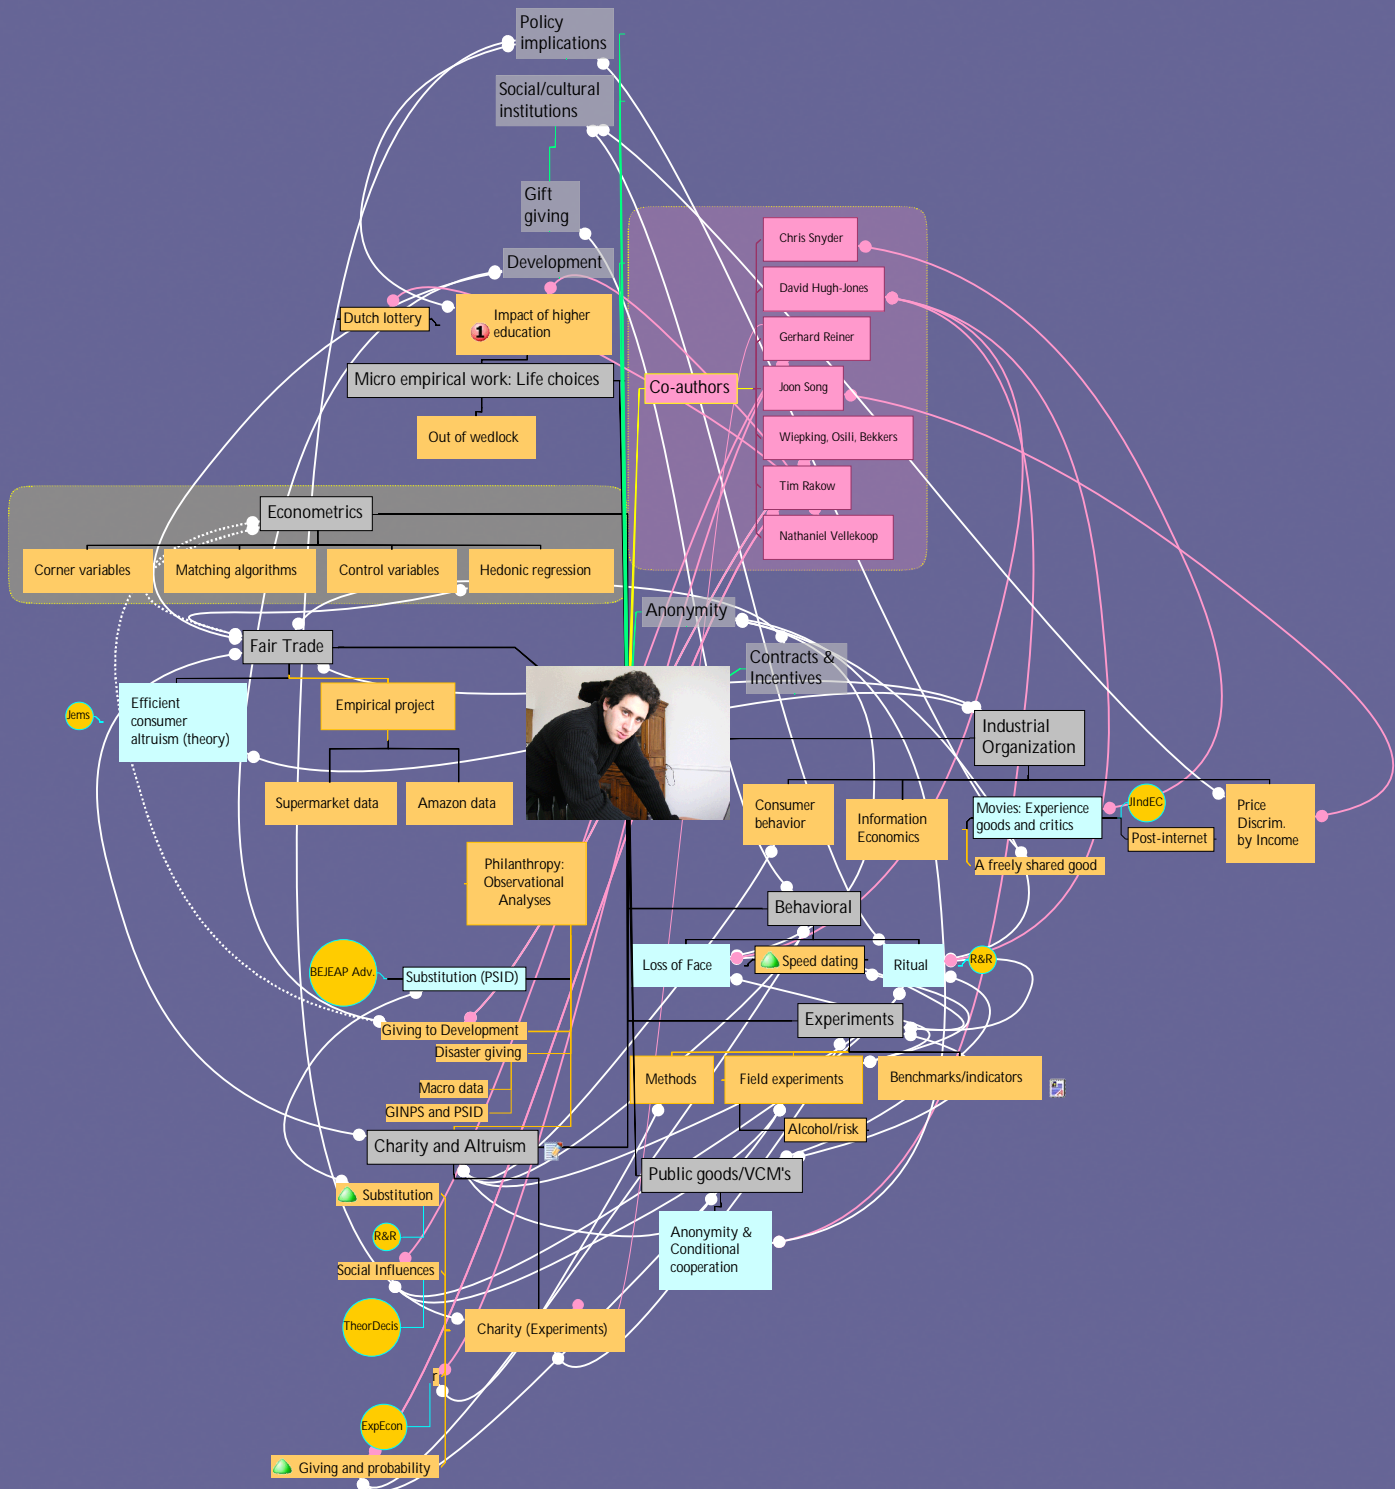 Policy
implications
Social/cultural
institutions
Gift
giving
Development
Dutch lottery
1
Impact of higher
education
Micro empirical work: Life choices
Out of wedlock
Co-authors
Chris Snyder
David Hugh-Jones
Gerhard Reiner
Joon Song
Wiepking, Osili, Bekkers
Tim Rakow
Nathaniel Vellekoop
Econometrics
Corner variables
Matching algorithms
Control variables
Hedonic regression
Anonymity
Fair Trade
Contracts &
Incentives
Jems
Efficient
consumer
altruism (theory)
Empirical project
Supermarket data
Amazon data
Industrial
Organization
Consumer
behavior
Information
Economics
Movies: Experience
goods and critics
JIndEC
Post-internet
A freely shared good
Price
Discrim.
by Income
Philanthropy:
Observational
Analyses
Behavioral
Loss of Face
Speed dating
Ritual
R&R
BEJEAP Adv.
Substitution (PSID)
Giving to Development
Disaster giving
Macro data
GINPS and PSID
Experiments
Methods
Field experiments
Benchmarks/indicators
Alcohol/risk
Charity and Altruism
Public goods/VCM's
Anonymity &
Conditional
cooperation
Substitution
R&R
Social Influences
TheorDecis
Charity (Experiments)
ExpEcon
Giving and probability